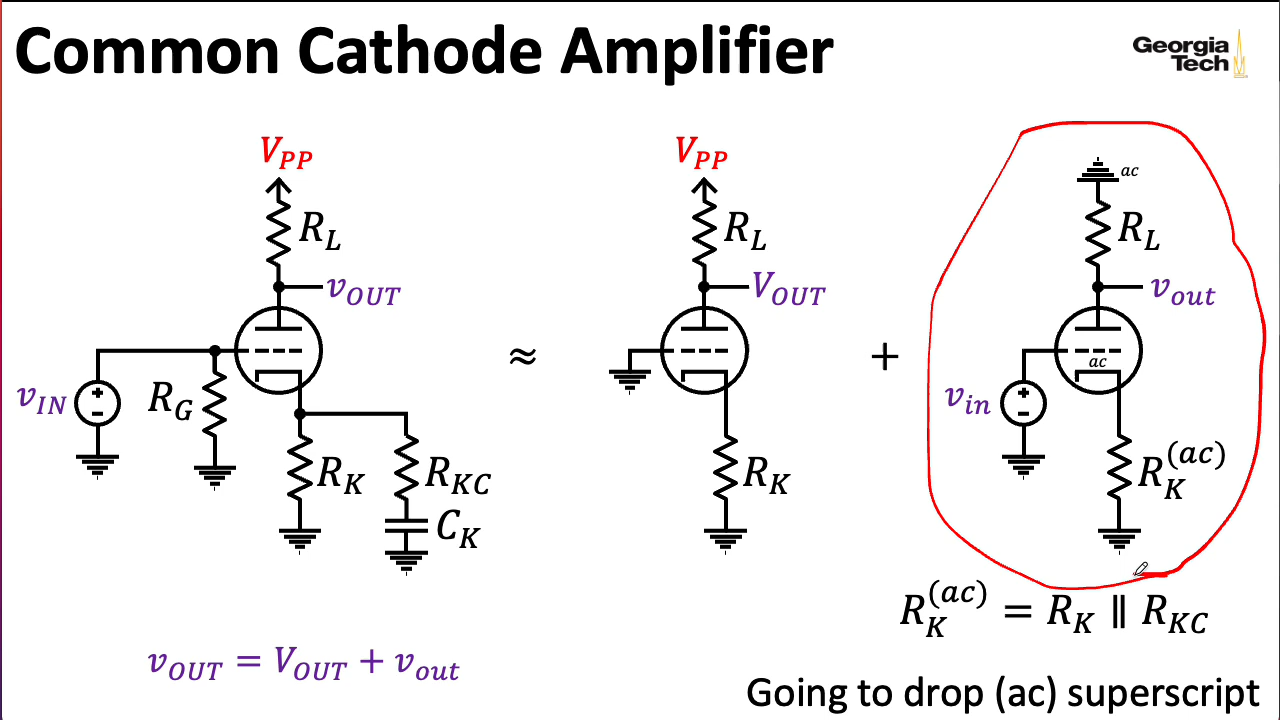 Common Cathode Amplifier
Georgia
Tech
V_PP
R_L
v_OUT
v_IN
+
-
R_G
R_K
R_KC
C_K
≈
V_PP
R_L
V_OUT
R_K
+
ac
R_L
v_out
ac
v_in
+
-
R_K^(ac)
R_K^(ac) = R_K ∥ R_KC
v_OUT = V_OUT + v_out
Going to drop (ac) superscript